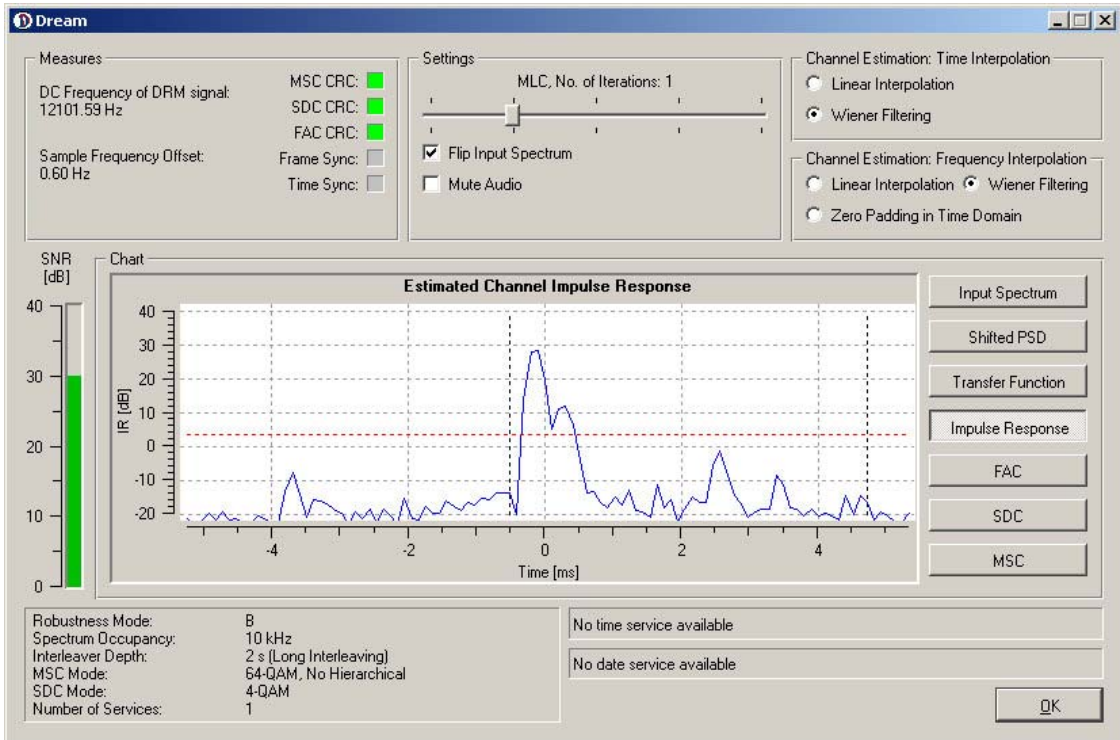 Dream
Measures
DC Frequency of DRM signal:
12101.59 Hz
MSC CRC:
SDC CRC:
FAC CRC:
Sample Frequency Offset:
0.60 Hz
Frame Sync:
Time Sync:
Settings
MLC, No. of Iterations: 1
Flip Input Spectrum
Mute Audio
Channel Estimation: Time Interpolation
Linear Interpolation
Wiener Filtering
Channel Estimation: Frequency Interpolation
Linear Interpolation Wiener Filtering
Zero Padding in Time Domain
SNR
[dB]
40
30
20
10
0
Chart
Estimated Channel Impulse Response
IR [dB]
40
30
20
10
0
-10
-20
-4 -2 0 2 4
Time [ms]
Input Spectrum
Shifted PSD
Transfer Function
Impulse Response
FAC
SDC
MSC
Robustness Mode: B
Spectrum Occupancy: 10 kHz
Interleaver Depth: 2 s (Long Interleaving)
MSC Mode: 64-QAM, No Hierarchical
SDC Mode: 4-QAM
Number of Services: 1
No time service available
No date service available
OK